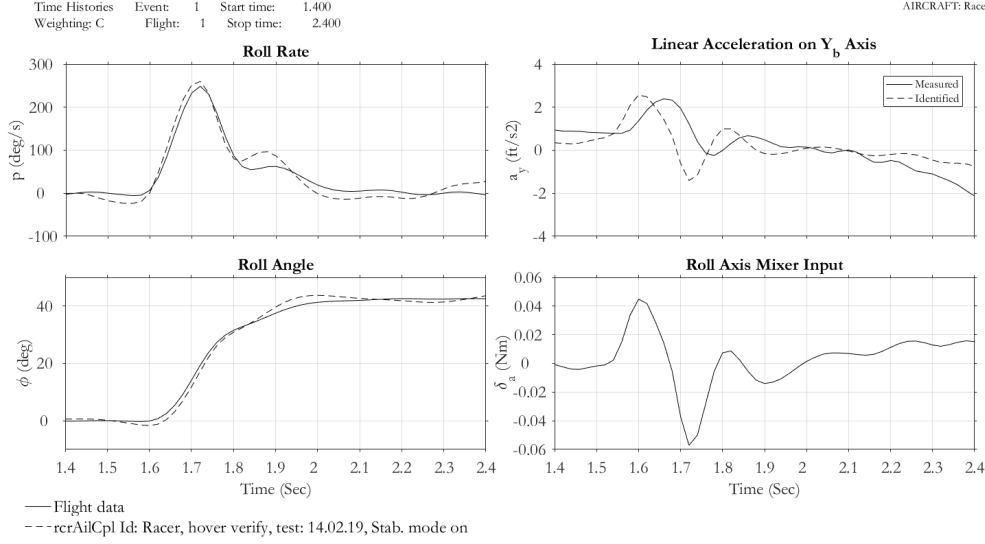 Time Histories Event: 1 Start time: 1.400 AIRCRAFT: Race
Weighting: C Flight: 1 Stop time: 2.400
Roll Rate
300
200
100
0
-100
p (deg/s)
Linear Acceleration on Y_b Axis
4
2
0
-2
-4
a_y (ft/s2)
Measured
Identified
Roll Angle
40
20
0
ϕ (deg)
1.4 1.5 1.6 1.7 1.8 1.9 2 2.1 2.2 2.3 2.4
Time (Sec)
Roll Axis Mixer Input
0.06
0.04
0.02
0
-0.02
-0.04
-0.06
δ_a (Nm)
1.4 1.5 1.6 1.7 1.8 1.9 2 2.1 2.2 2.3 2.4
Time (Sec)
Flight data
rcrAilCpl Id: Racer, hover verify, test: 14.02.19, Stab. mode on